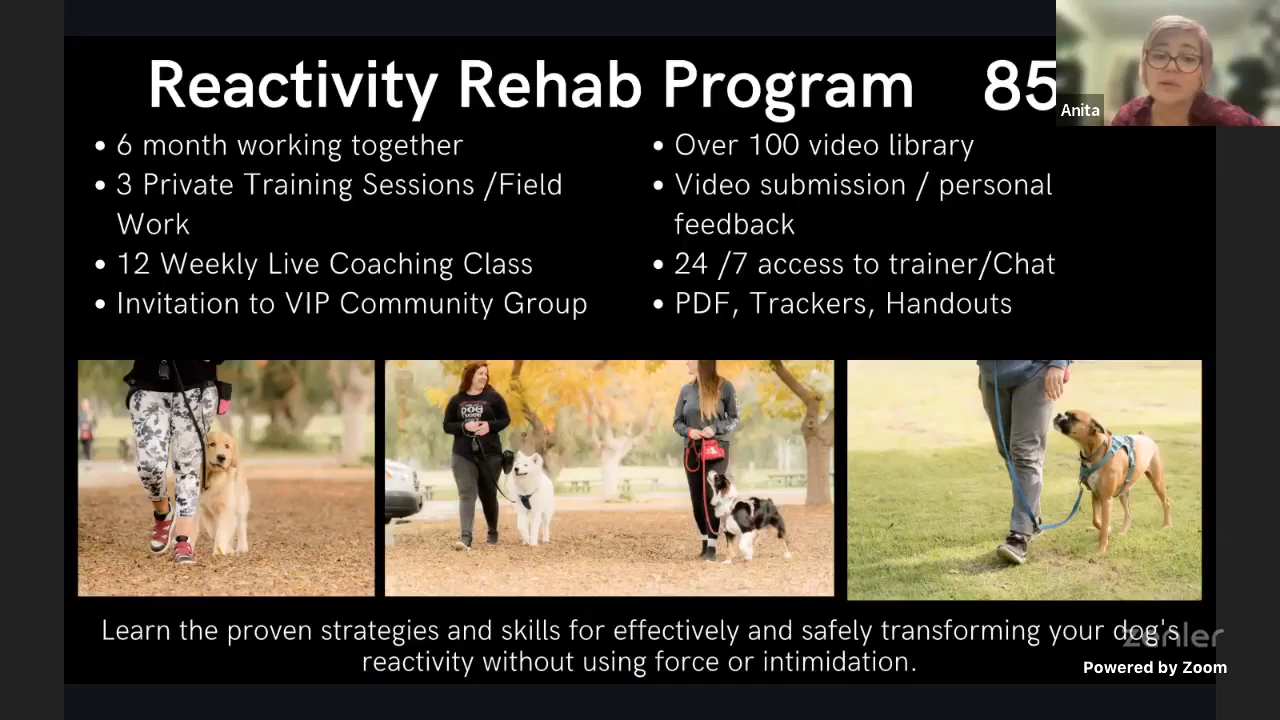 Reactivity Rehab Program 85
Anita
• 6 month working together
• 3 Private Training Sessions /Field
Work
• 12 Weekly Live Coaching Class
• Invitation to VIP Community Group
• Over 100 video library
• Video submission / personal
feedback
• 24 /7 access to trainer/Chat
• PDF, Trackers, Handouts
DOG
Learn the proven strategies and skills for effectively and safely transforming your dog's
reactivity without using force or intimidation.
zenler
Powered by Zoom